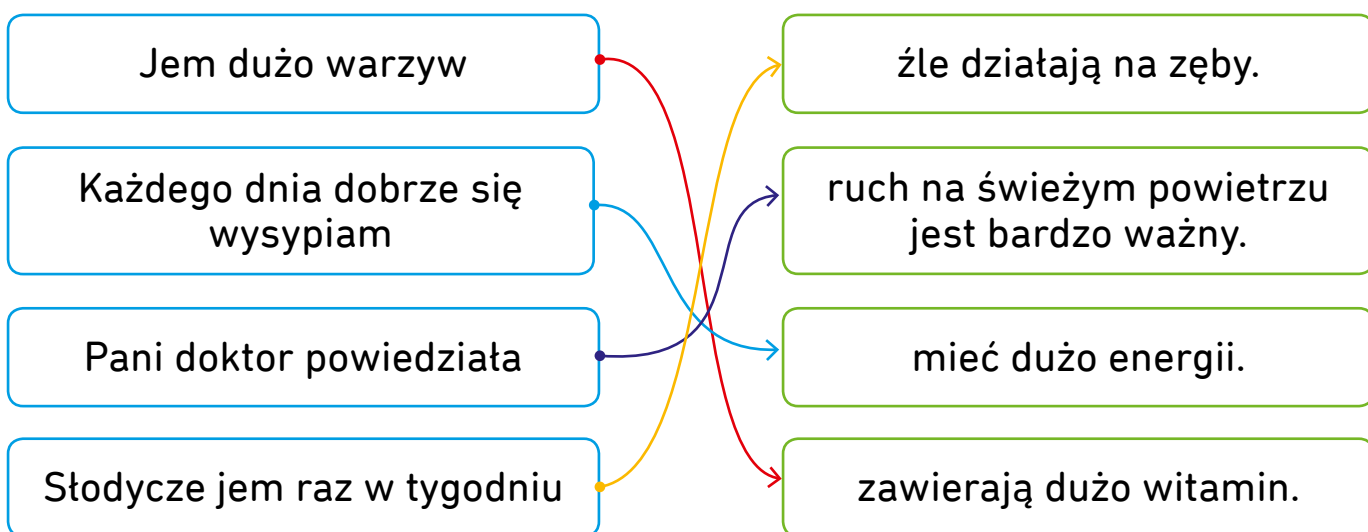 Jem dużo warzyw
źle działają na zęby.
Każdego dnia dobrze się
wysypiam
ruch na świeżym powietrzu
jest bardzo ważny.
Pani doktor powiedziała
mieć dużo energii.
Słodycze jem raz w tygodniu
zawierają dużo witamin.